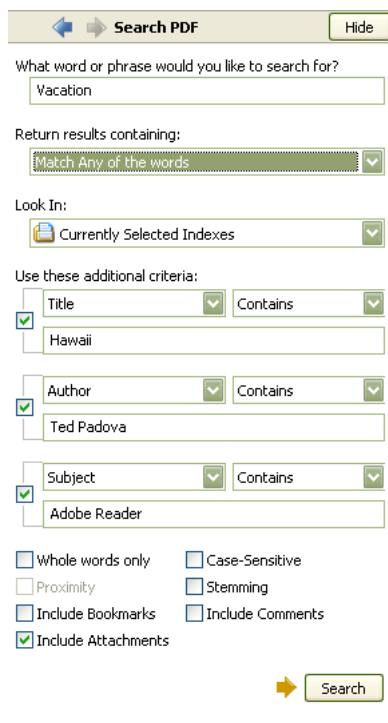 Search PDF Hide
What word or phrase would you like to search for?
Vacation
Return results containing:
Match Any of the words
Look In:
Currently Selected Indexes
Use these additional criteria:
Title Contains
Hawaii
Author Contains
Ted Padova
Subject Contains
Adobe Reader
Whole words only Case-Sensitive
Proximity Stemming
Include Bookmarks Include Comments
Include Attachments
Search